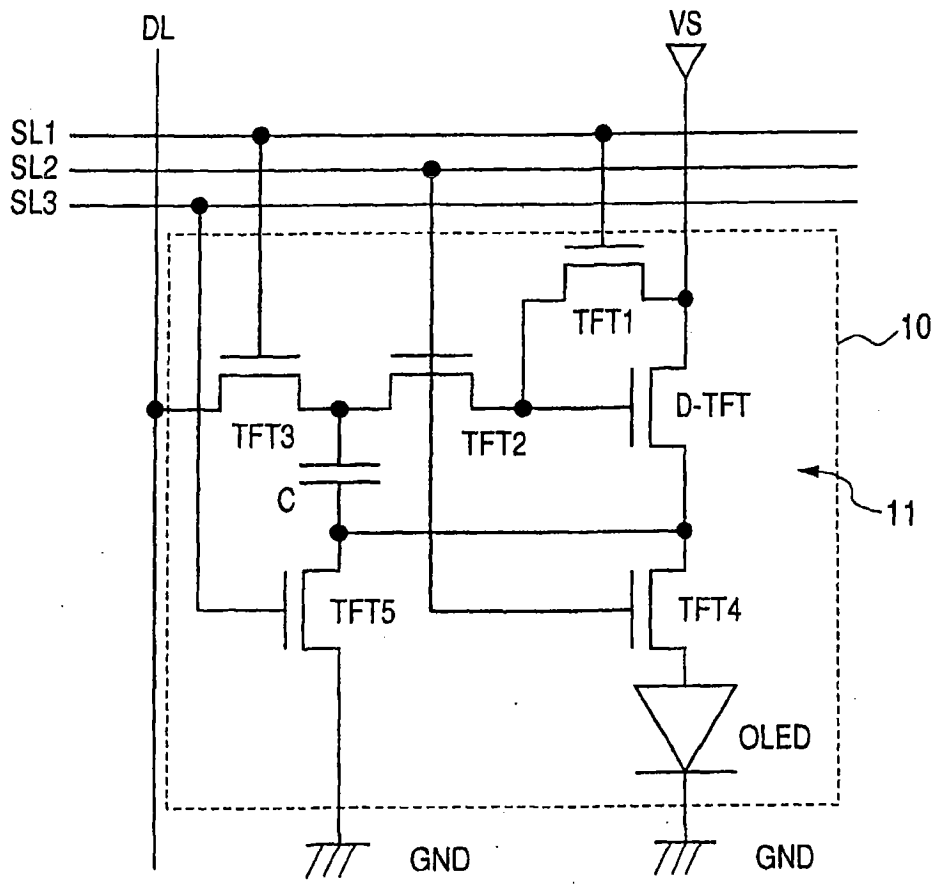 DL
VS
SL1
SL2
SL3
TFT1
10
D-TFT
TFT3
TFT2
C
11
TFT5
TFT4
OLED
GND
GND